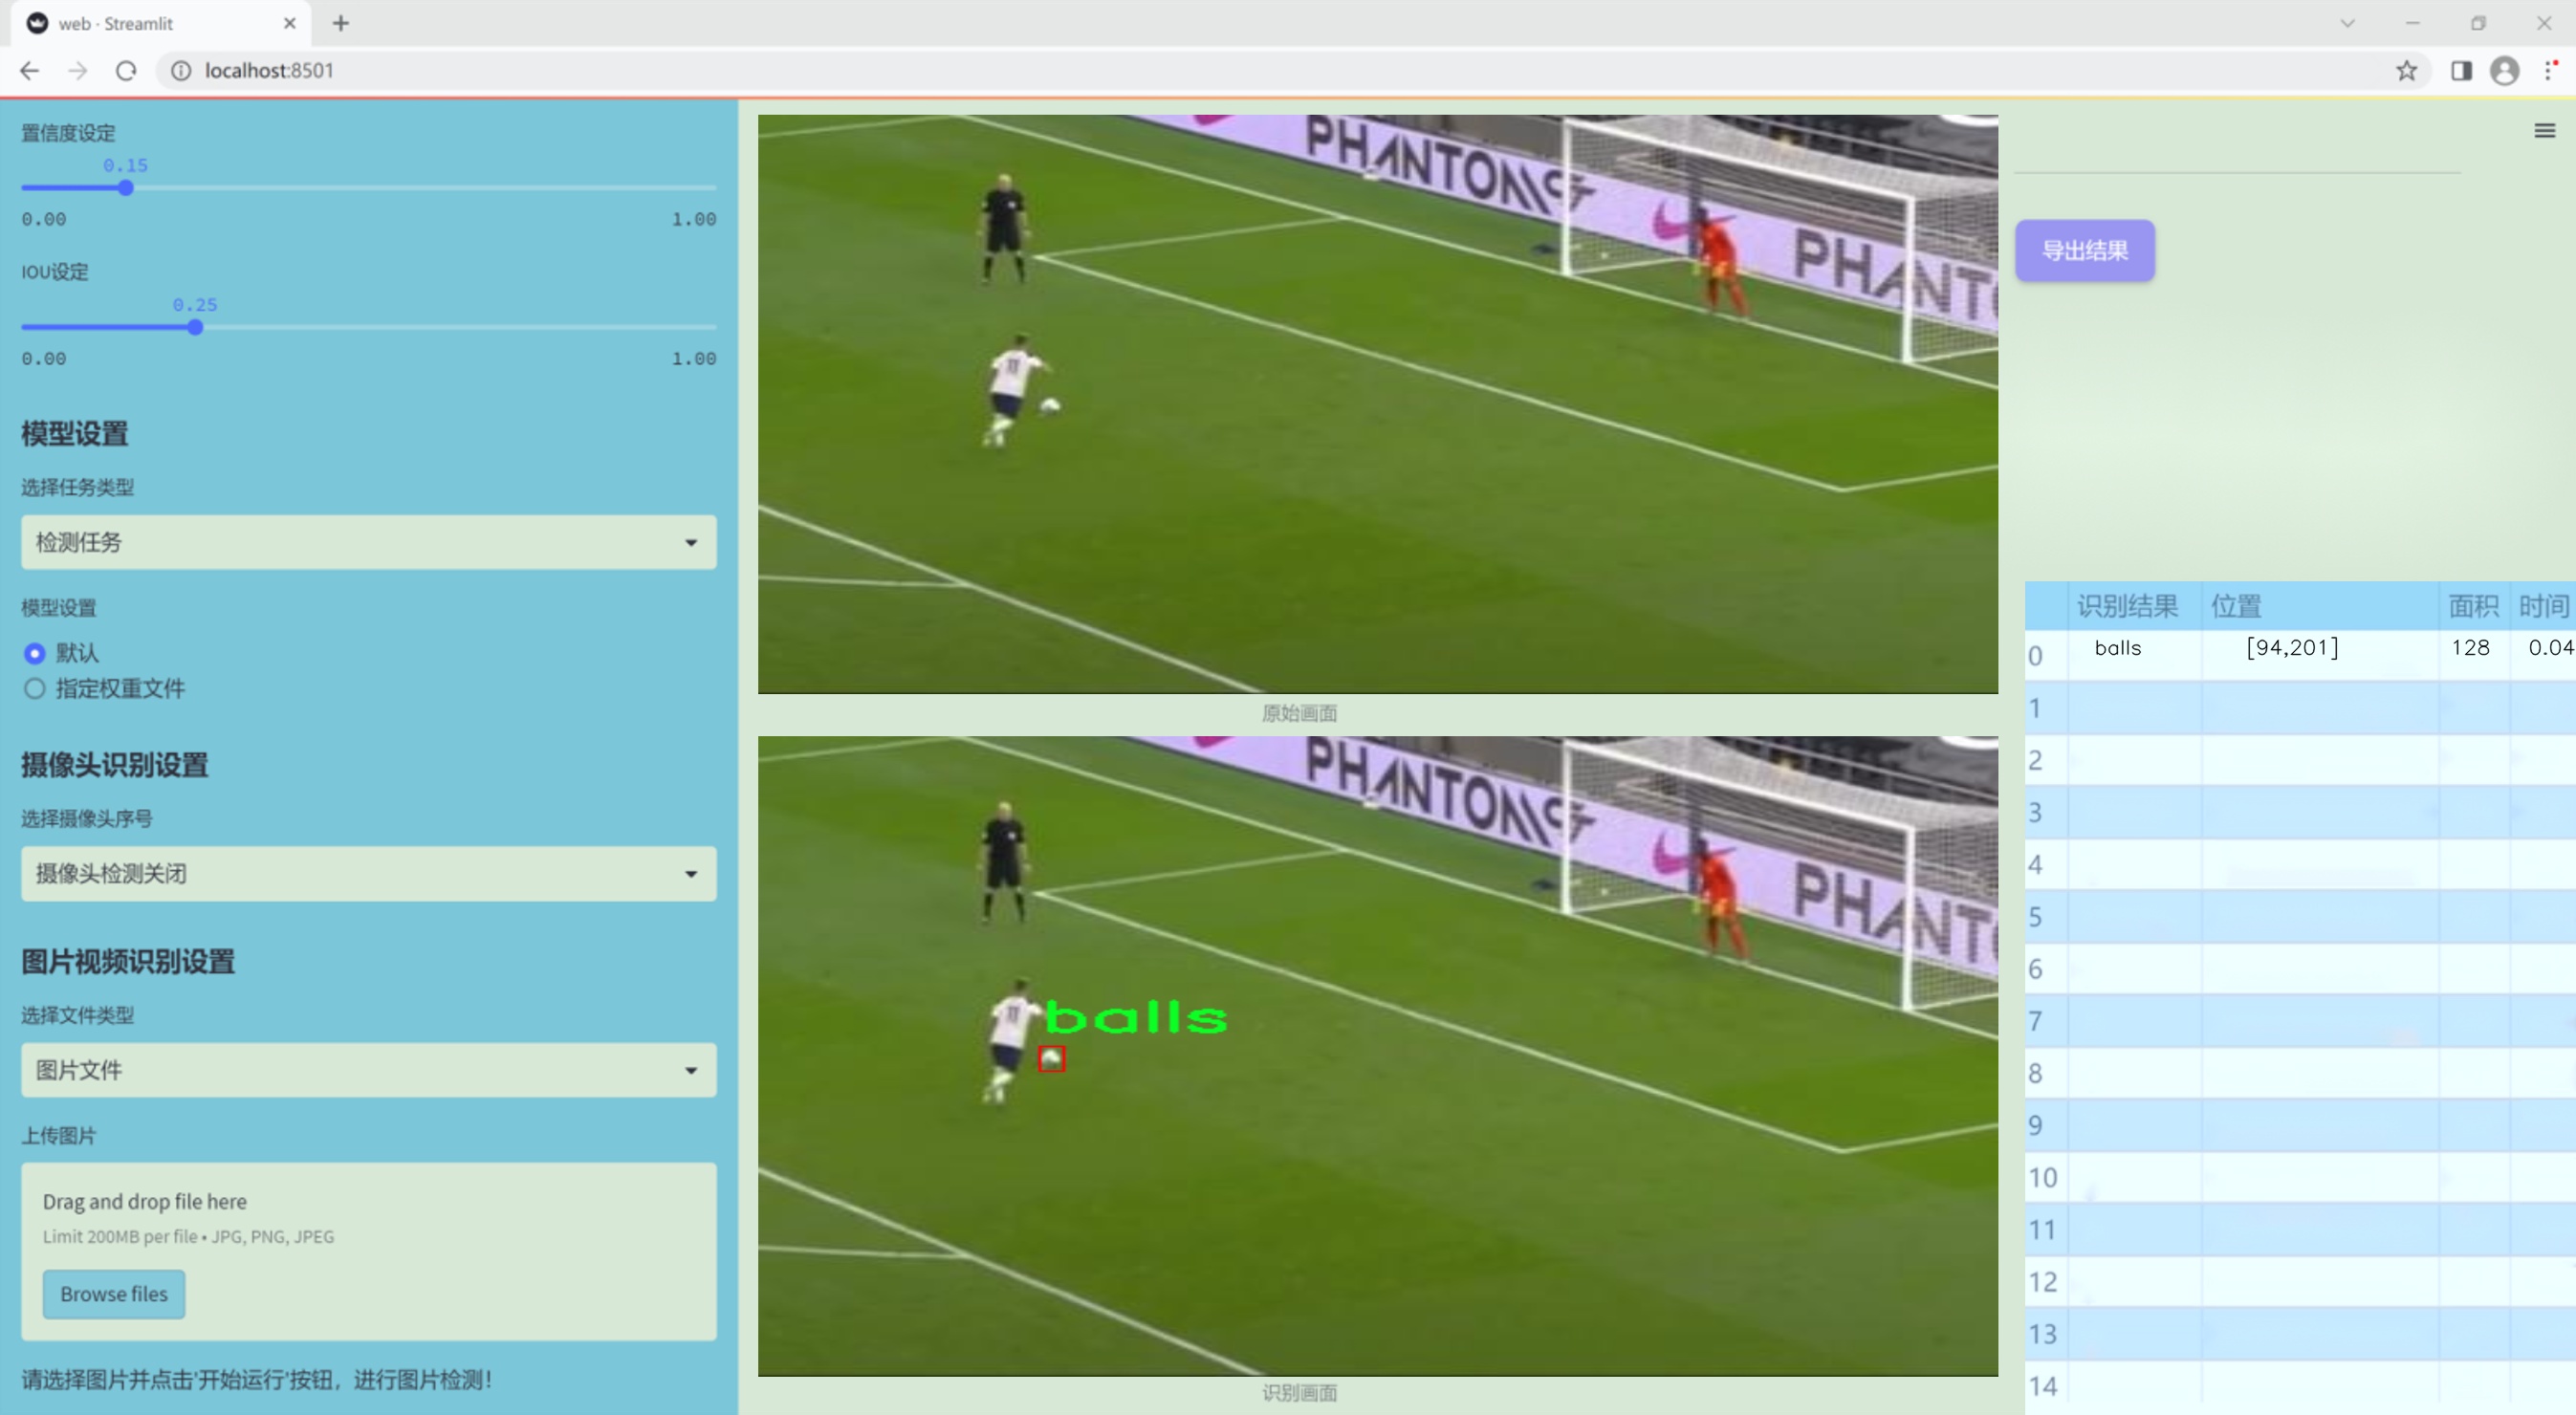 web · Streamlit
localhost:8501
置信度设定
0.15
0.00 1.00
IOU设定
0.25
0.00 1.00
模型设置
选择任务类型
检测任务
模型设置
默认
指定权重文件
摄像头识别设置
选择摄像头序号
摄像头检测关闭
图片视频识别设置
选择文件类型
图片文件
上传图片
Drag and drop file here
Limit 200MB per file • JPG, PNG, JPEG
Browse files
请选择图片并点击'开始运行'按钮，进行图片检测！
PHANTOM
PHANT
11
原始画面
PHANTOM
PHANT
11
balls
识别画面
导出结果
识别结果 位置 面积 时间
0 balls [94,201] 128 0.04
1
2
3
4
5
6
7
8
9
10
11
12
13
14